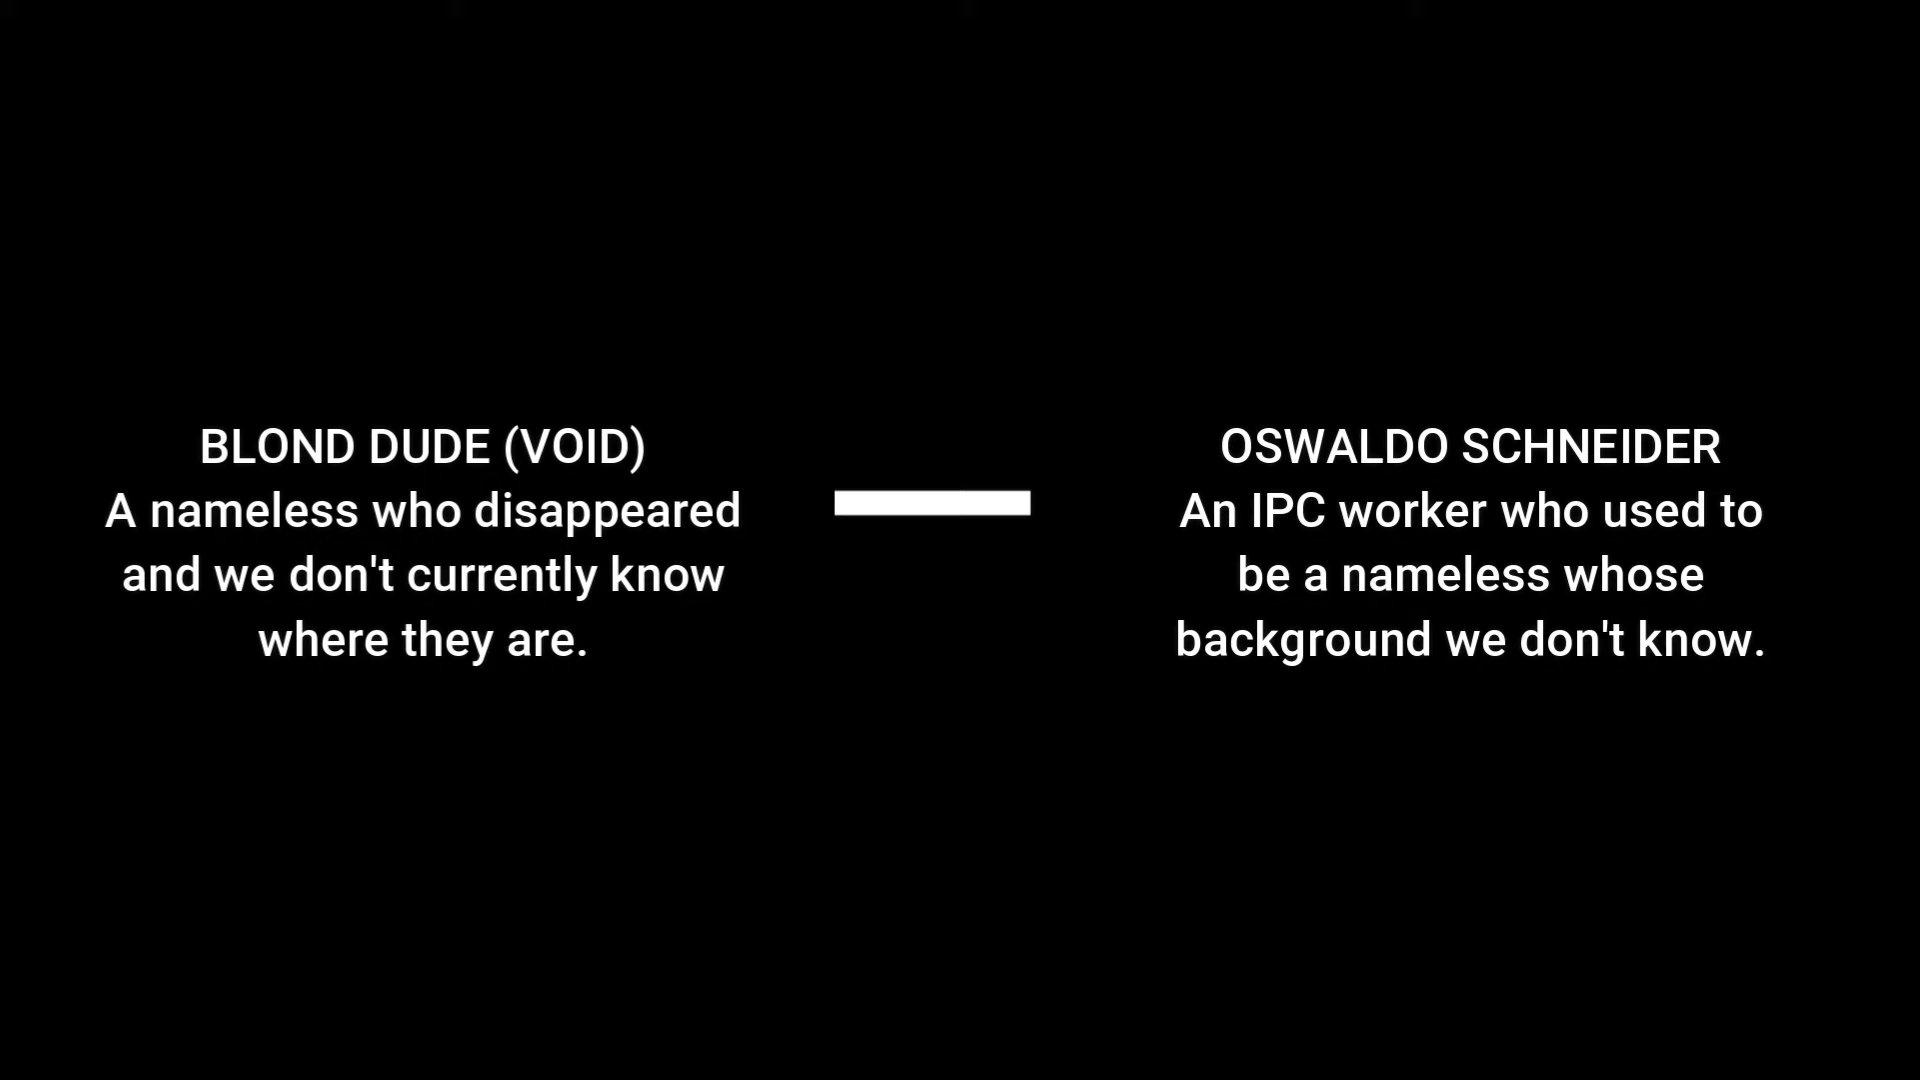 BLOND DUDE (VOID)
A nameless who disappeared
and we don't currently know
where they are.
OSWALDO SCHNEIDER
An IPC worker who used to
be a nameless whose
background we don't know.